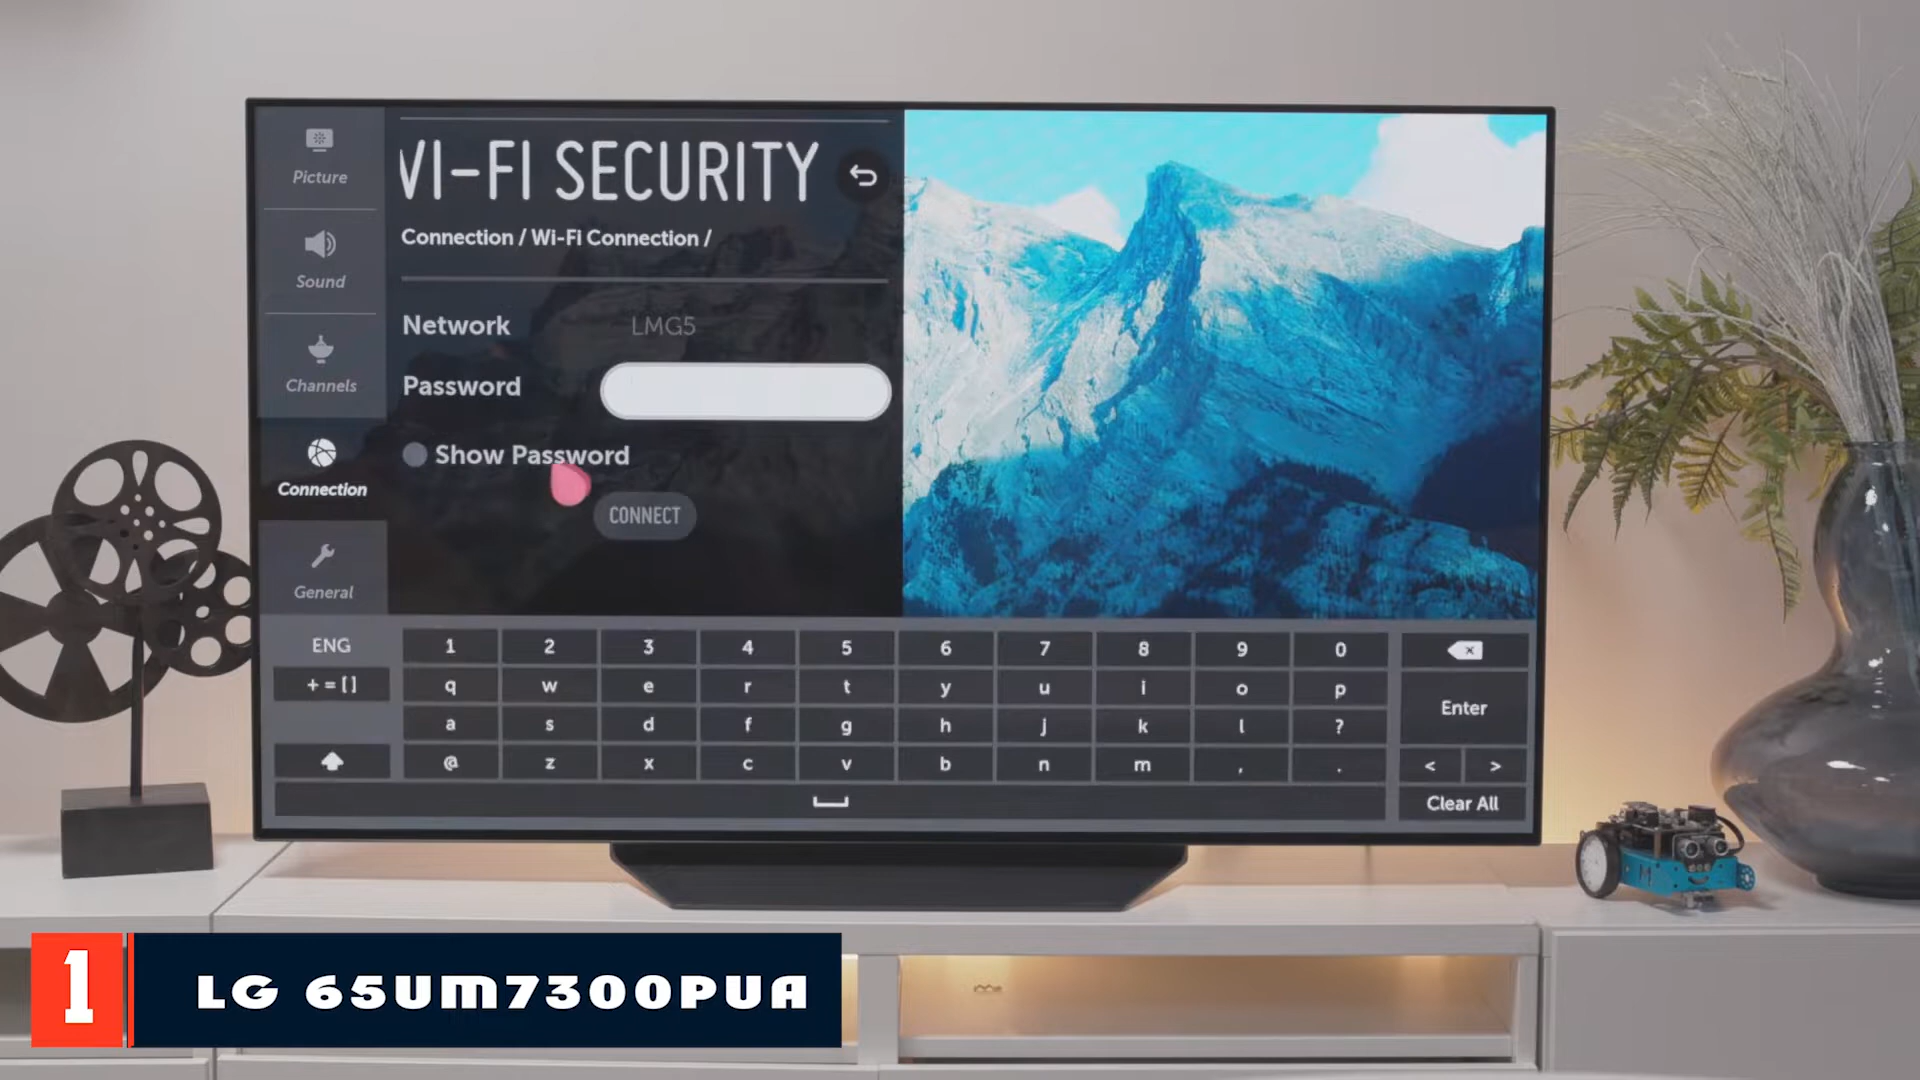 Picture
Sound
Channels
Connection
General
WI-FI SECURITY
Connection / Wi-Fi Connection /
Network LMG5
Password
Show Password
CONNECT
ENG 1 2 3 4 5 6 7 8 9 0
+ = [ ] q w e r t y u i o p
Enter
a s d f g h j k l ?
@ z x c v b n m , . < >
Clear All
1 LG 65UM7300PUA